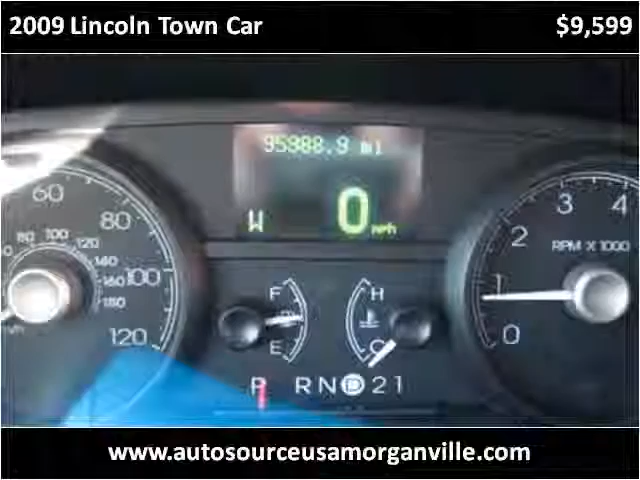 2009 Lincoln Town Car $9,599
95988.9 mi
W 0 mph
60 80 100 120
80 100 120 140 160 180
F
E
H
C
P R N D 2 1
0 1 2 3 4
RPM X 1000
www.autosourceusamorganville.com